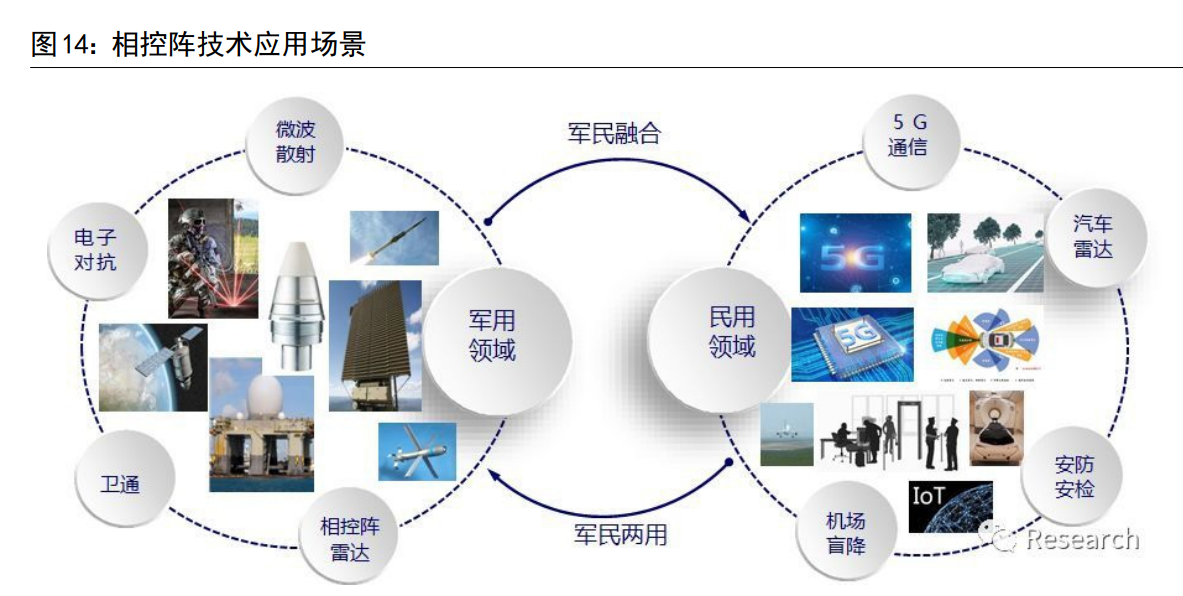 图14：相控阵技术应用场景
微波
散射
电子
对抗
卫通
相控阵
雷达
军用
领域
军民融合
军民两用
民用
领域
5 G
通信
汽车
雷达
安防
安检
机场
盲降
5G
5G
IoT
Research